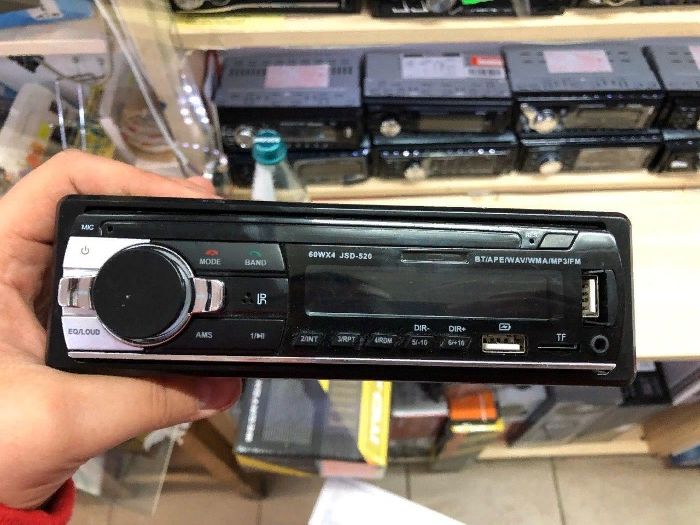 MIC
RES
MODE
BAND
60WX4 JSD-520
BT/APE/WAV/WMA/MP3/FM
EQ/LOUD
AMS
1/▶II
2/INT
3/RPT
4/RDM
DIR-
5/-10
DIR+
6/+10
TF